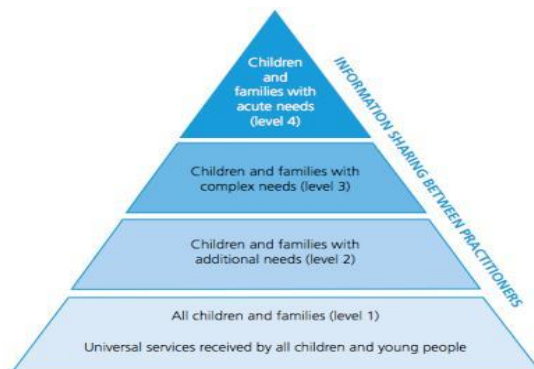 Children
and
families with
acute needs
(level 4)
INFORMATION SHARING BETWEEN PRACTITIONERS
Children and families with
complex needs (level 3)
Children and families with
additional needs (level 2)
All children and families (level 1)
Universal services received by all children and young people